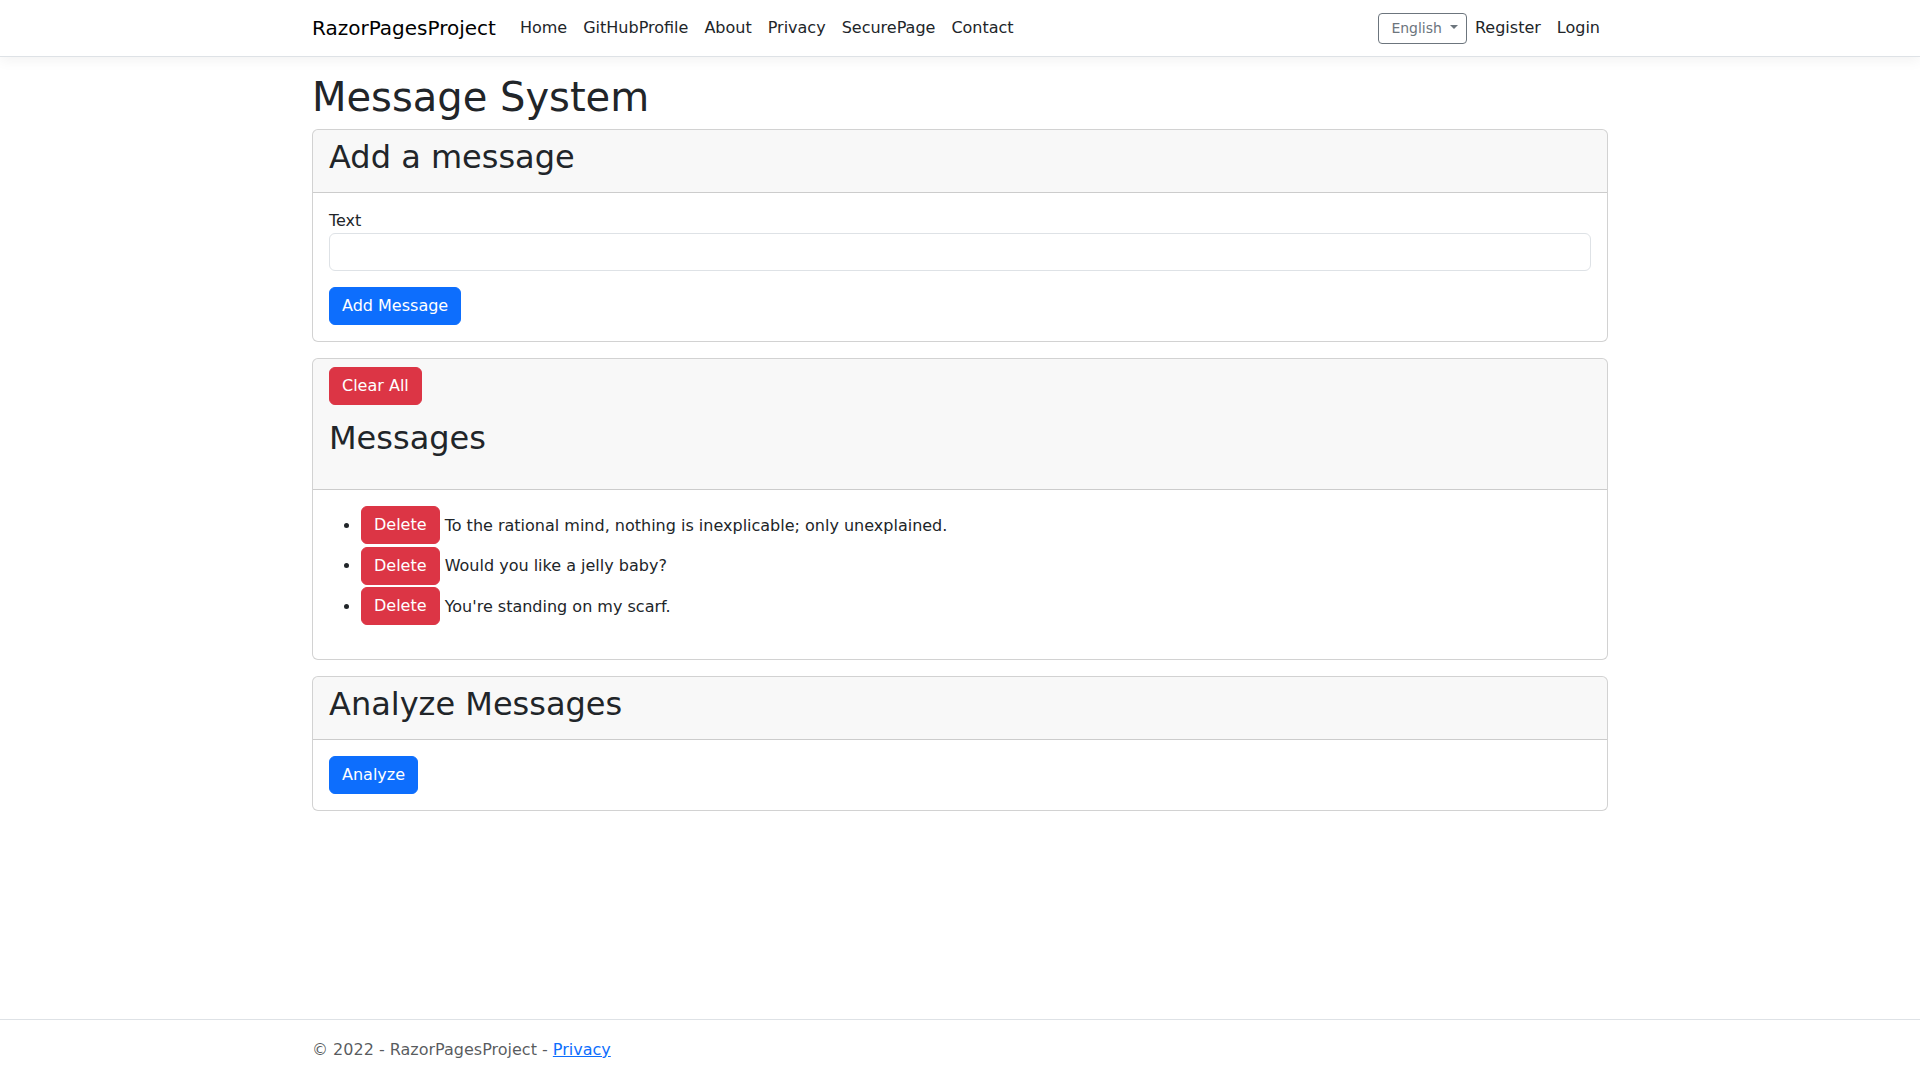 RazorPagesProject Home GitHubProfile About Privacy SecurePage Contact English Register Login
Message System
Add a message
Text
Add Message
Clear All
Messages
Delete To the rational mind, nothing is inexplicable; only unexplained.
Delete Would you like a jelly baby?
Delete You're standing on my scarf.
Analyze Messages
Analyze
© 2022 - RazorPagesProject - Privacy